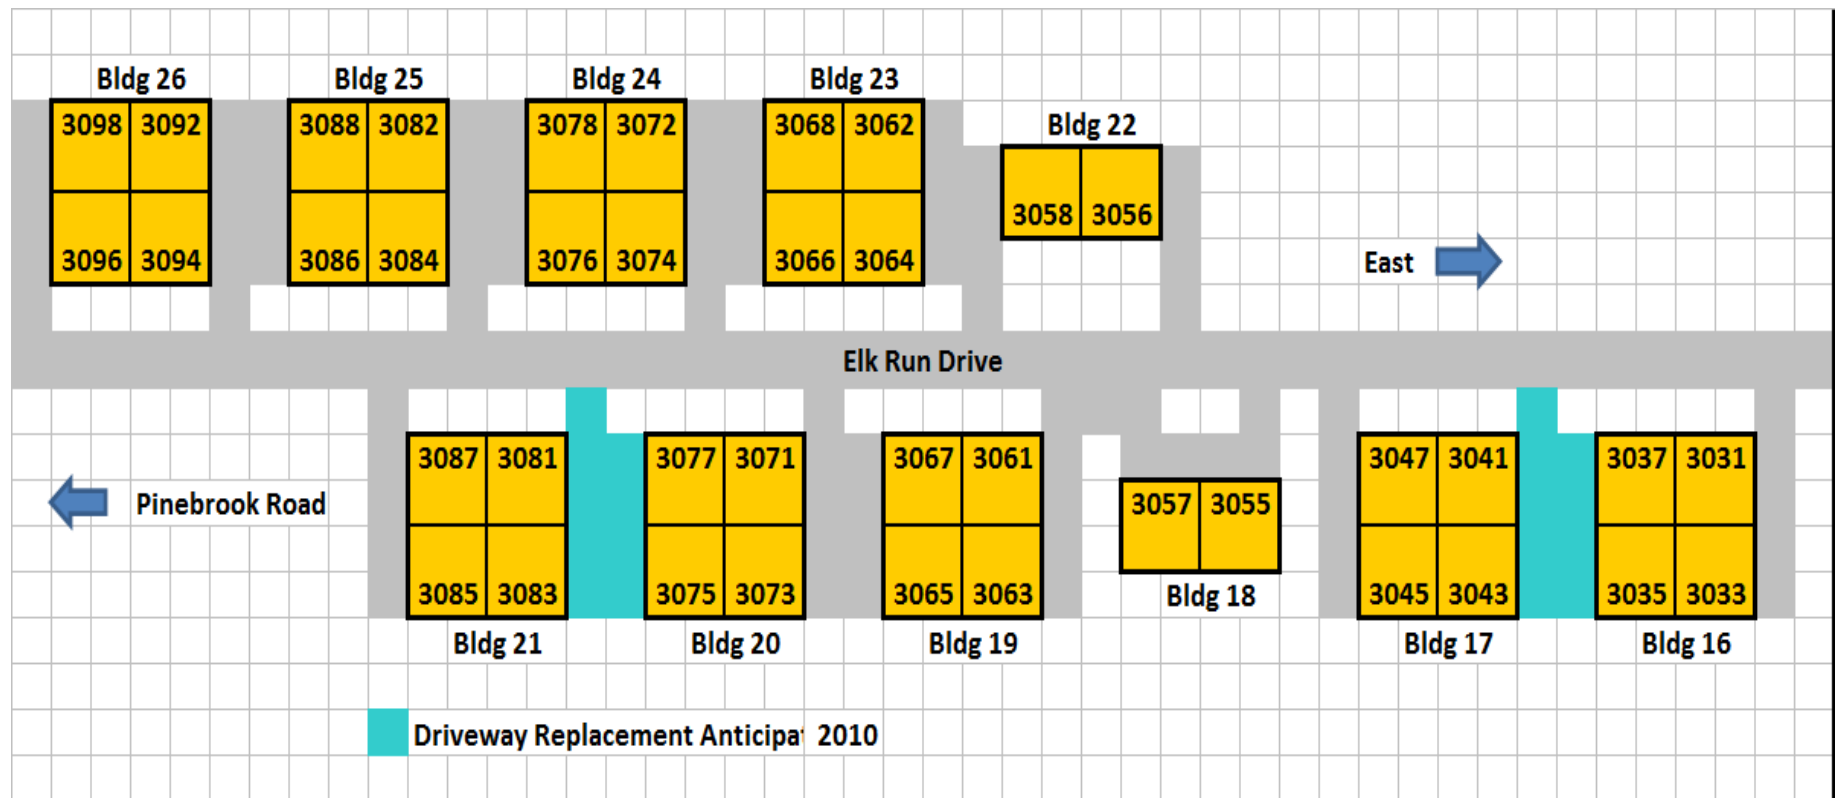 Bldg 26 Bldg 25 Bldg 24 Bldg 23
Bldg 22
3098 3092 3088 3082 3078 3072 3068 3062
3058 3056
3096 3094 3086 3084 3076 3074 3066 3064
East
Elk Run Drive
3087 3081 3077 3071 3067 3061 3047 3041 3037 3031
Pinebrook Road
3057 3055
3085 3083 3075 3073 3065 3063 3045 3043 3035 3033
Bldg 18
Bldg 21 Bldg 20 Bldg 19 Bldg 17 Bldg 16
Driveway Replacement Anticipat 2010